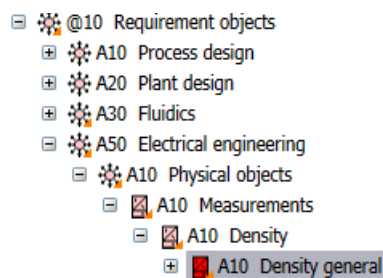 @10 Requirement objects
A10 Process design
A20 Plant design
A30 Fluidics
A50 Electrical engineering
A10 Physical objects
A10 Measurements
A10 Density
A10 Density general